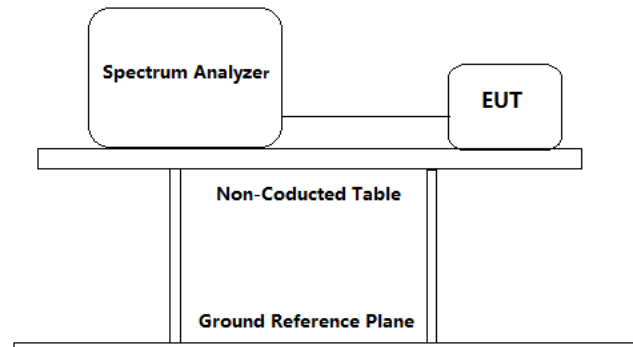 Spectrum Analyzer
EUT
Non-Coducted Table
Ground Reference Plane